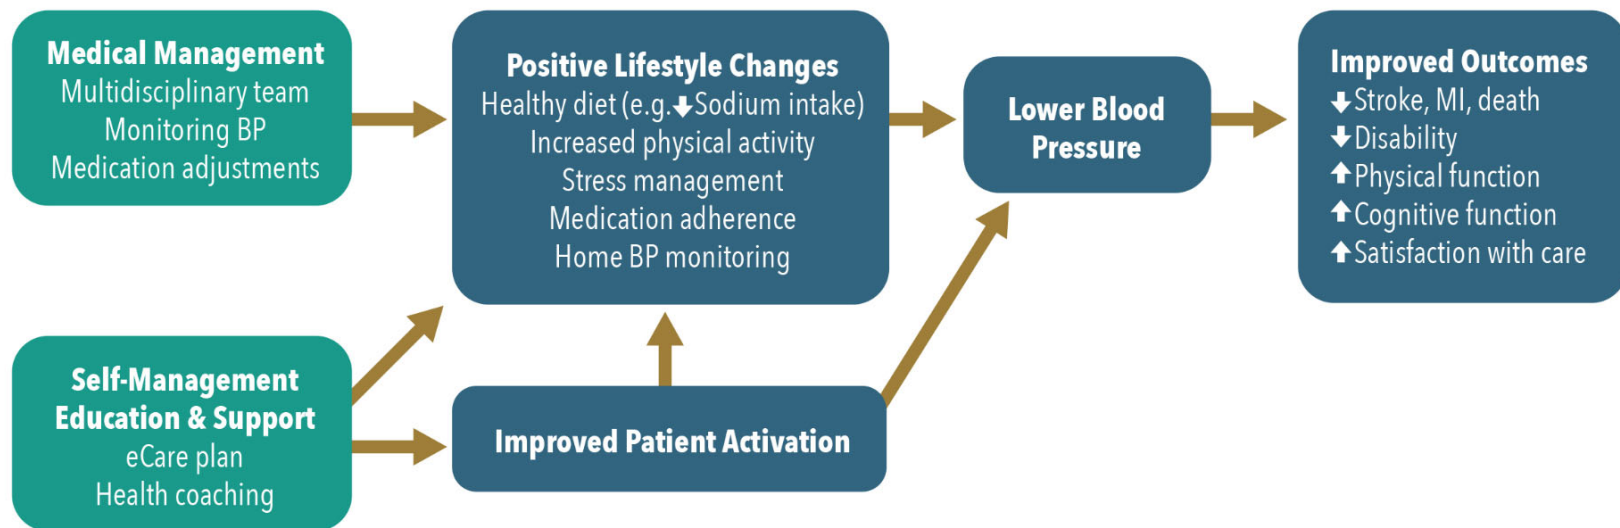 Medical Management
Multidisciplinary team
Monitoring BP
Medication adjustments
Positive Lifestyle Changes
Healthy diet (e.g.⬇Sodium intake)
Increased physical activity
Stress management
Medication adherence
Home BP monitoring
Lower Blood
Pressure
Improved Outcomes
⬇Stroke, MI, death
⬇Disability
⬆Physical function
⬆Cognitive function
⬆Satisfaction with care
Self-Management
Education & Support
eCare plan
Health coaching
Improved Patient Activation